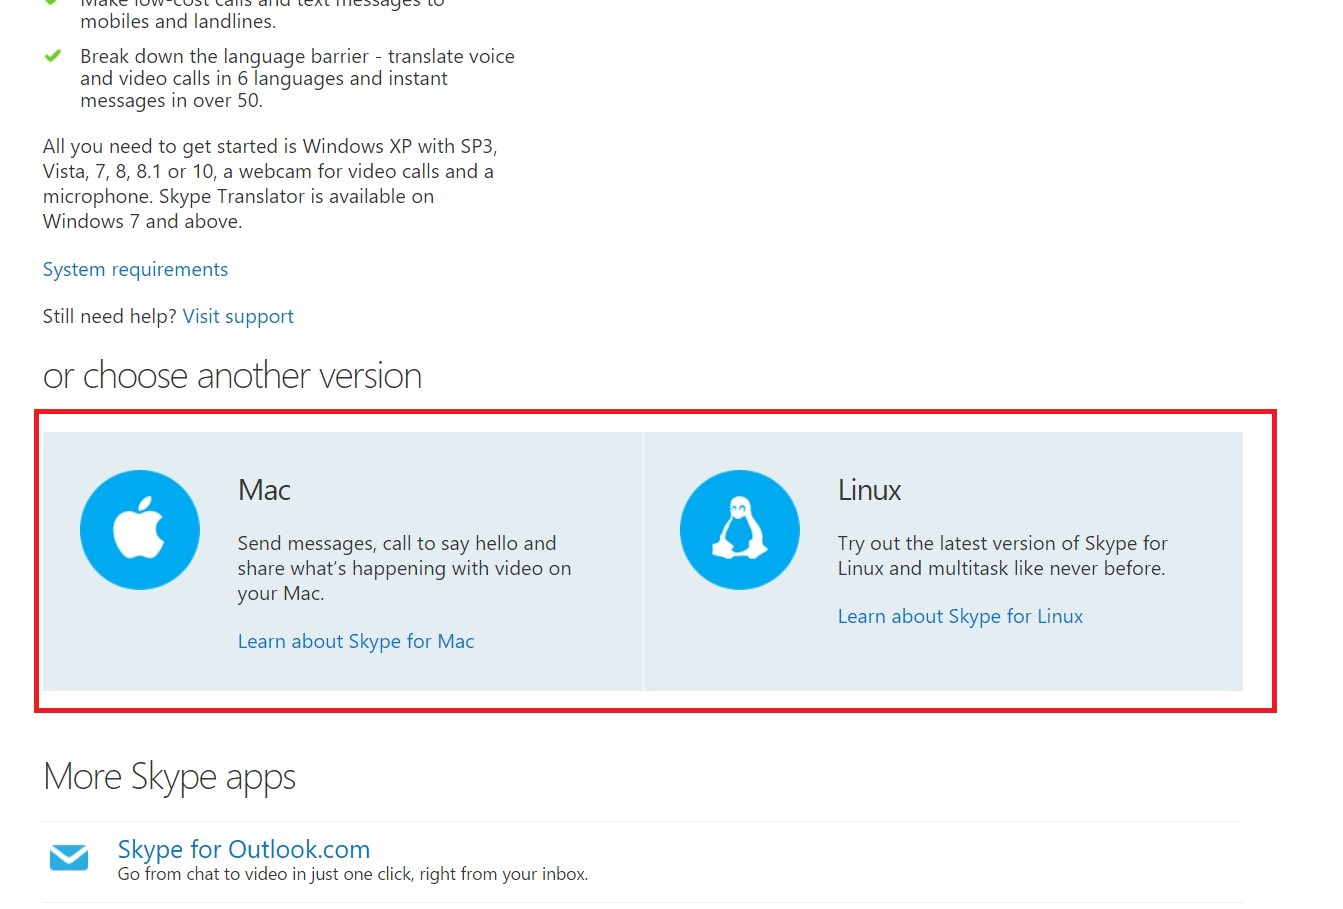 Make low-cost calls and text messages to
mobiles and landlines.
Break down the language barrier - translate voice
and video calls in 6 languages and instant
messages in over 50.
All you need to get started is Windows XP with SP3,
Vista, 7, 8, 8.1 or 10, a webcam for video calls and a
microphone. Skype Translator is available on
Windows 7 and above.
System requirements
Still need help? Visit support
or choose another version
Mac
Send messages, call to say hello and
share what's happening with video on
your Mac.
Learn about Skype for Mac
Linux
Try out the latest version of Skype for
Linux and multitask like never before.
Learn about Skype for Linux
More Skype apps
Skype for Outlook.com
Go from chat to video in just one click, right from your inbox.